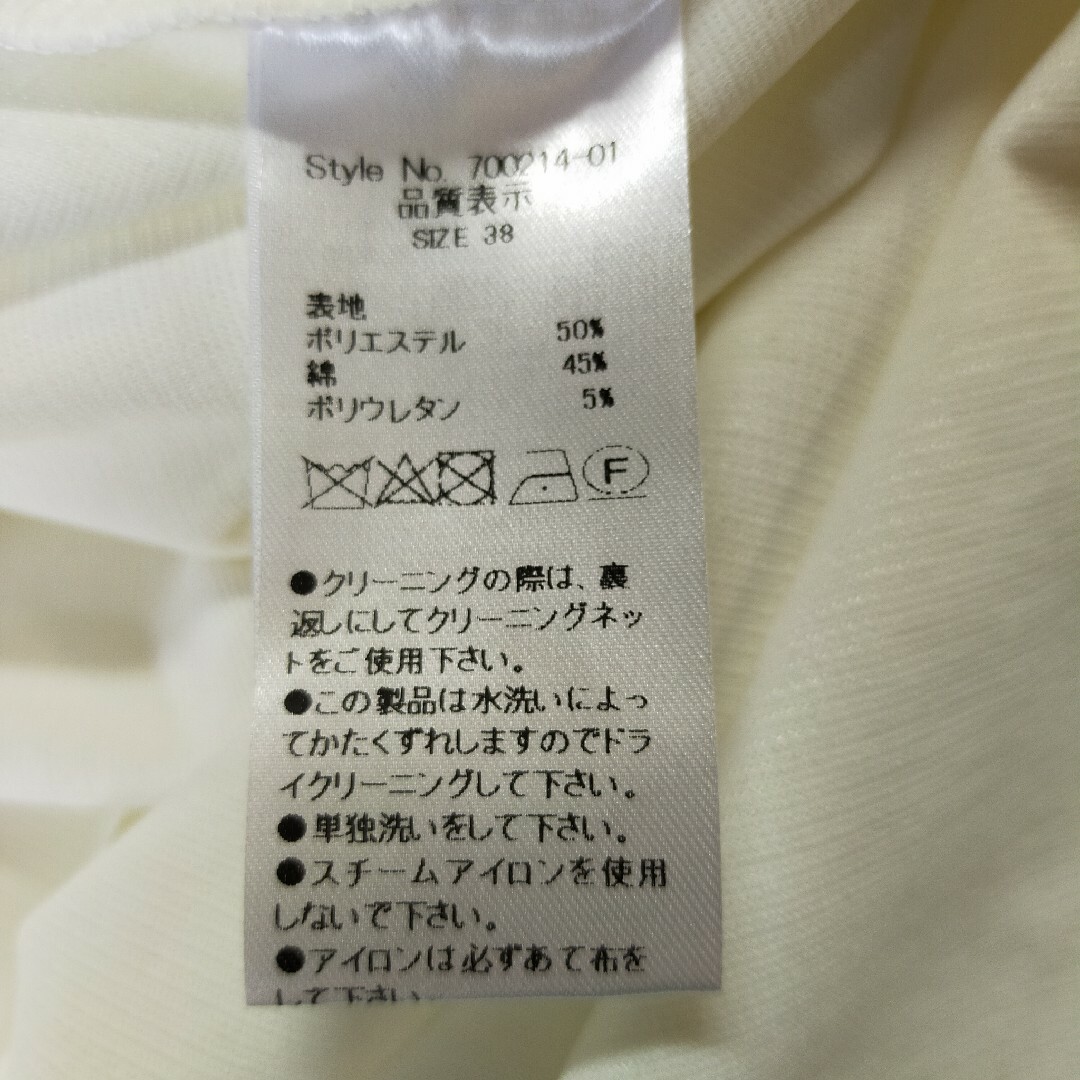 Style No. 700214-01
品質表示
SIZE 38
表地
ポリエステル 50%
綿 45%
ポリウレタン 5%
F
●クリーニングの際は、裏
返しにしてクリーニングネッ
トをご使用下さい。
●この製品は水洗いによっ
てかたくずれしますのでドラ
イクリーニングして下さい。
●単独洗いをして下さい。
●スチームアイロンを使用
しないで下さい。
●アイロンは必ずあて布を
して下さい